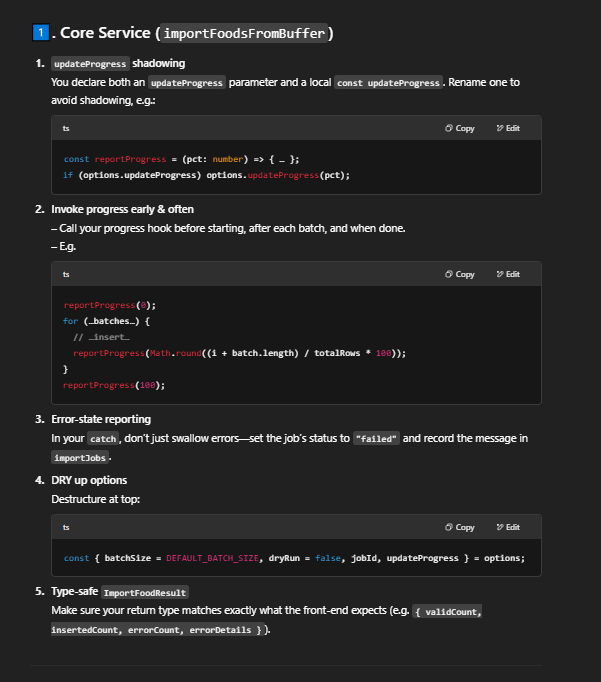 1. Core Service (importFoodsFromBuffer)
1. updateProgress shadowing
You declare both an updateProgress parameter and a local const updateProgress. Rename one to
avoid shadowing, e.g.:
ts Copy Edit
const reportProgress = (pct: number) => { … };
if (options.updateProgress) options.updateProgress(pct);
2. Invoke progress early & often
– Call your progress hook before starting, after each batch, and when done.
– E.g.
ts Copy Edit
reportProgress(0);
for (…batches…) {
// …insert…
reportProgress(Math.round((i + batch.length) / totalRows * 100));
}
reportProgress(100);
3. Error-state reporting
In your catch, don't just swallow errors—set the job's status to "failed" and record the message in
importJobs.
4. DRY up options
Destructure at top:
ts Copy Edit
const { batchSize = DEFAULT_BATCH_SIZE, dryRun = false, jobId, updateProgress } = options;
5. Type-safe ImportFoodResult
Make sure your return type matches exactly what the front-end expects (e.g. { validCount,
insertedCount, errorCount, errorDetails }).